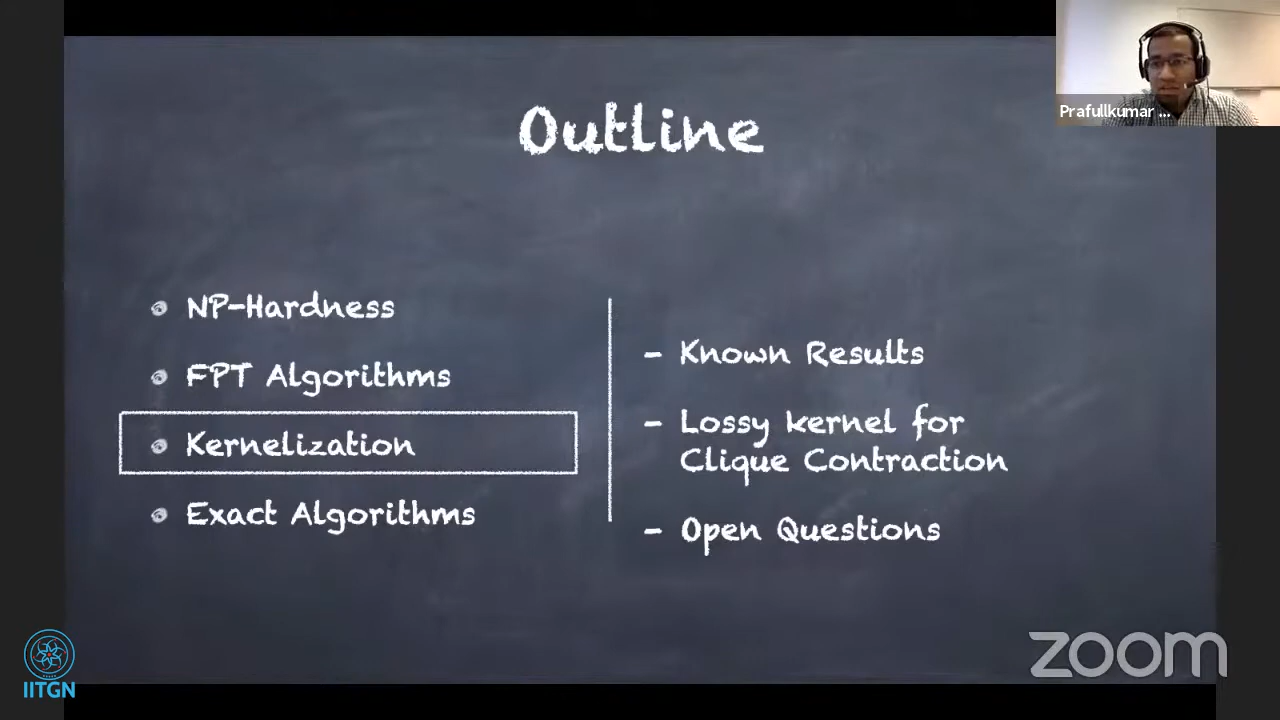 Outline
Prafullkumar ...
NP-Hardness
FPT Algorithms
Kernelization
Exact Algorithms
- Known Results
- Lossy kernel for
Clique Contraction
- Open Questions
IITGN
zoom